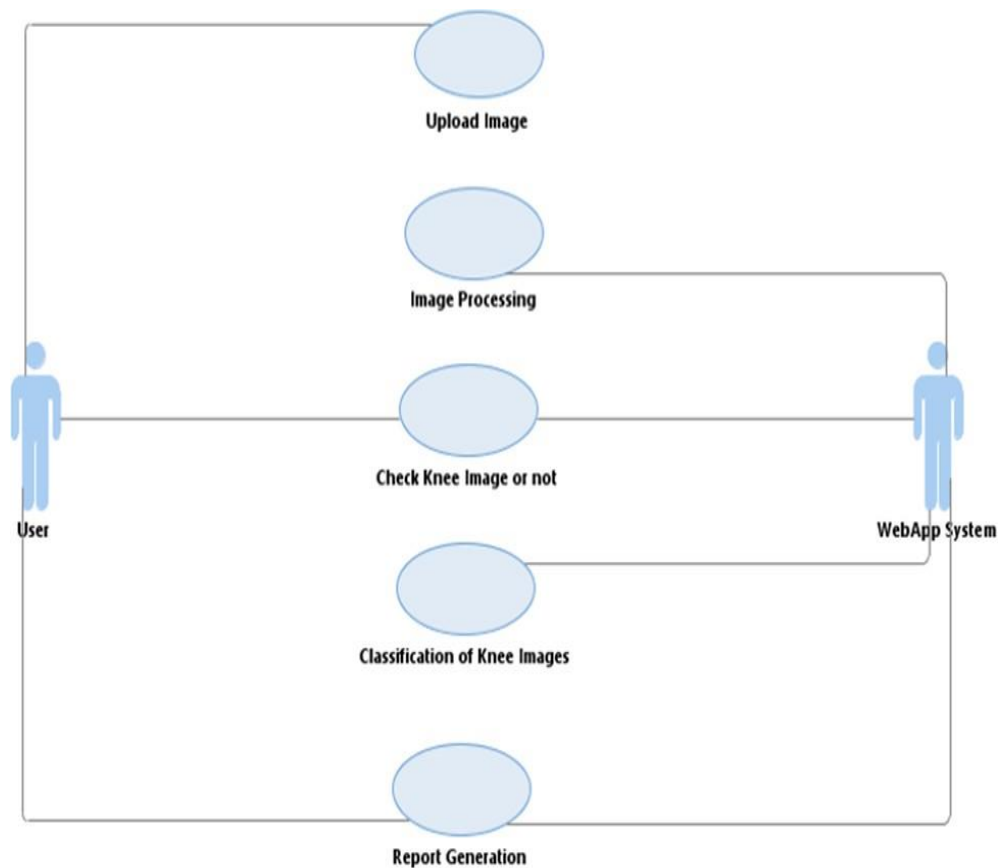 Upload Image
Image Processing
Check Knee Image or not
User
WebApp System
Classification of Knee Images
Report Generation